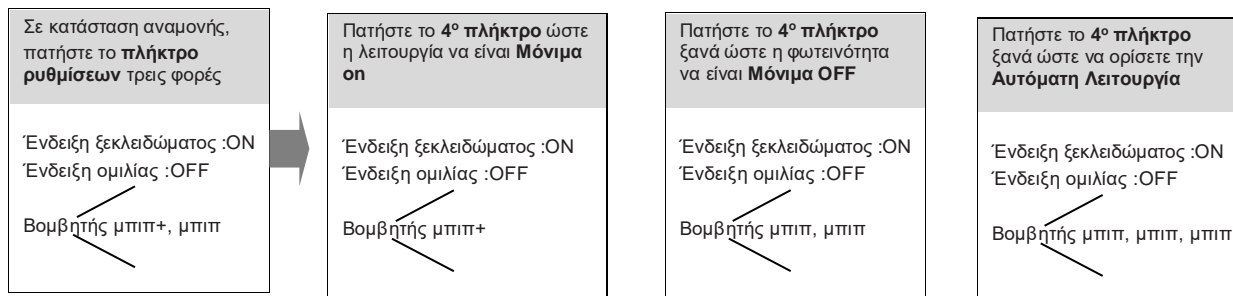 Σε κατάσταση αναμονής,
πατήστε το πλήκτρο
ρυθμίσεων τρεις φορές
Ένδειξη ξεκλειδώματος :ON
Ένδειξη ομιλίας :OFF
Βομβητής μπιπ+, μπιπ
Πατήστε το 4º πλήκτρο ώστε
η λειτουργία να είναι Μόνιμα
on
Ένδειξη ξεκλειδώματος :ON
Ένδειξη ομιλίας :OFF
Βομβητής μπιπ+
Πατήστε το 4º πλήκτρο
ξανά ώστε η φωτεινότητα
να είναι Μόνιμα OFF
Ένδειξη ξεκλειδώματος :ON
Ένδειξη ομιλίας :OFF
Βομβητής μπιπ, μπιπ
Πατήστε το 4º πλήκτρο
ξανά ώστε να ορίσετε την
Αυτόματη Λειτουργία
Ένδειξη ξεκλειδώματος :ON
Ένδειξη ομιλίας :OFF
Βομβητής μπιπ, μπιπ, μπιπ